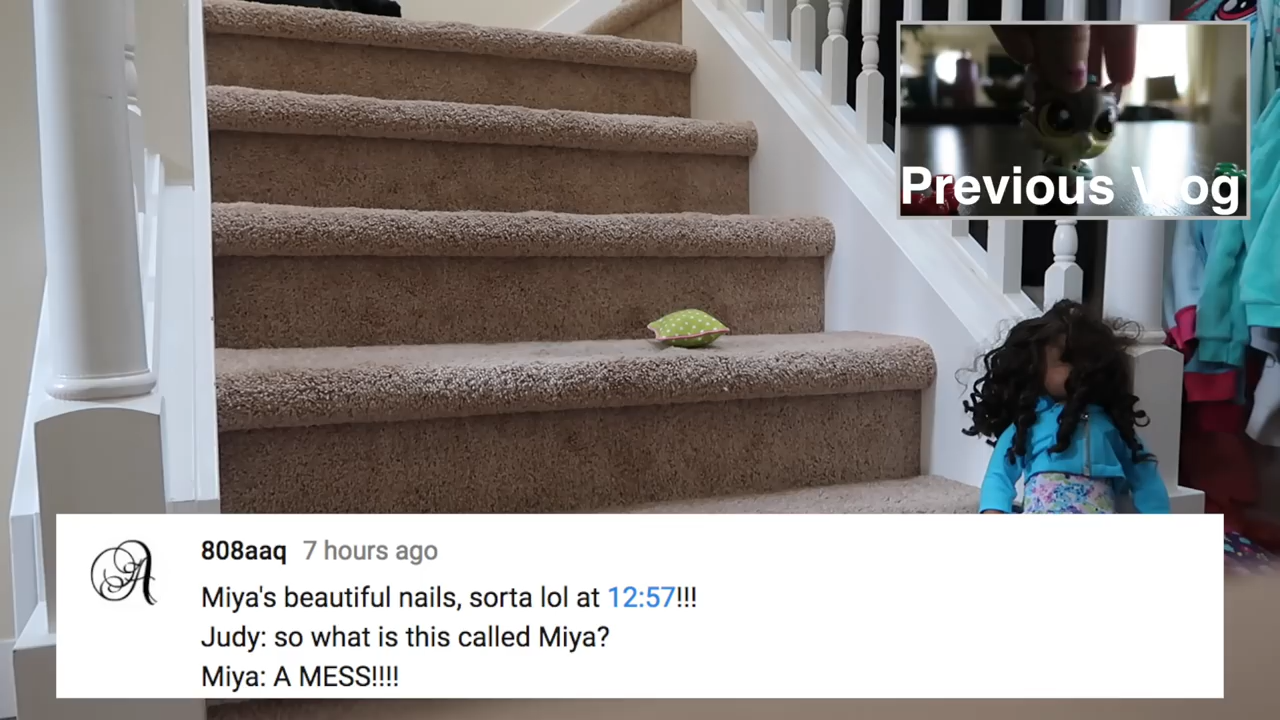 Previous Vlog
808aaq 7 hours ago
Miya's beautiful nails, sorta lol at 12:57!!!
Judy: so what is this called Miya?
Miya: A MESS!!!!